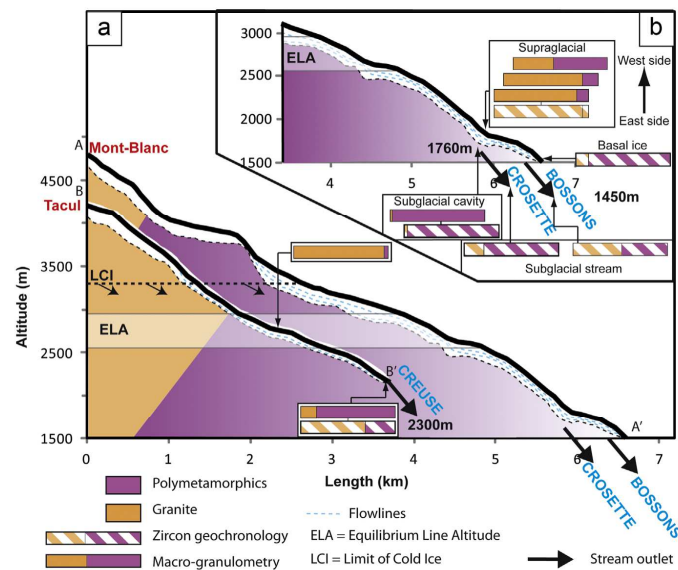 a
b
3000
2500
2000
1500
ELA
4
5
6
7
1760m
1450m
CROSETTE
BOSSONS
Supraglacial
West side
East side
Basal ice
Subglacial cavity
Subglacial stream
A
Mont-Blanc
B
Tacul
4500
3500
2500
1500
Altitude (m)
LCI
ELA
B'
CREUSE
2300m
A'
0
1
2
3
4
5
6
7
Length (km)
CROSETTE
BOSSONS
Polymetamorphics
Granite
Zircon geochronology
Macro-granulometry
Flowlines
ELA = Equilibrium Line Altitude
LCI = Limit of Cold Ice
Stream outlet